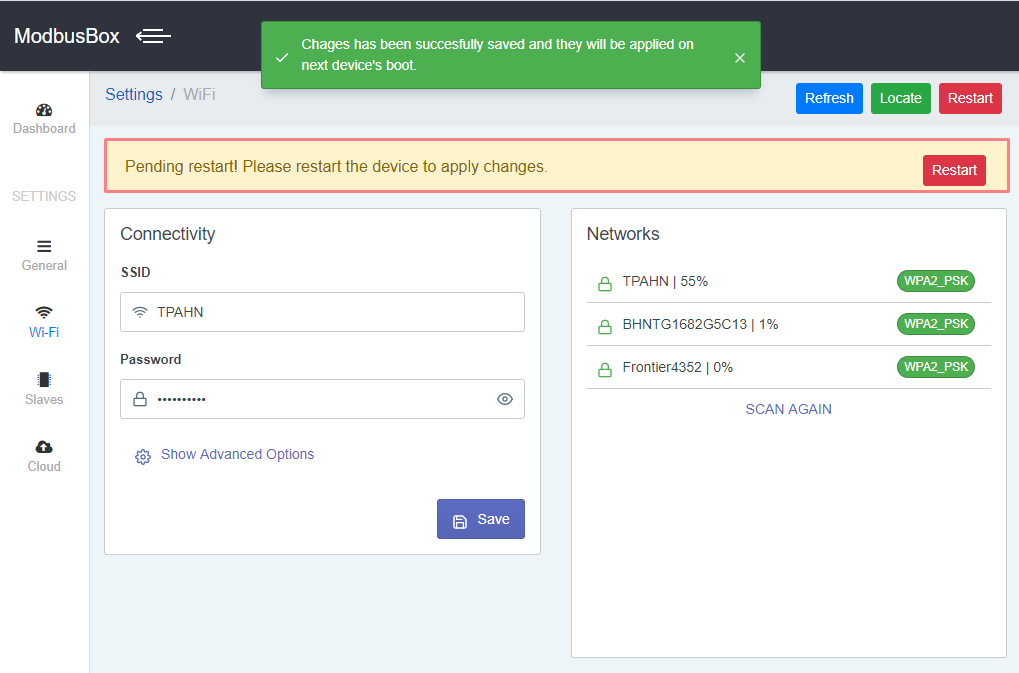 ModbusBox
Chages has been succesfully saved and they will be applied on
next device's boot.
Settings / WiFi
Refresh
Locate
Restart
Dashboard
SETTINGS
General
Wi-Fi
Slaves
Cloud
Pending restart! Please restart the device to apply changes.
Restart
Connectivity
SSID
TPAHN
Password
••••••••••
Show Advanced Options
Save
Networks
TPAHN | 55%
WPA2_PSK
BHNTG1682G5C13 | 1%
WPA2_PSK
Frontier4352 | 0%
WPA2_PSK
SCAN AGAIN